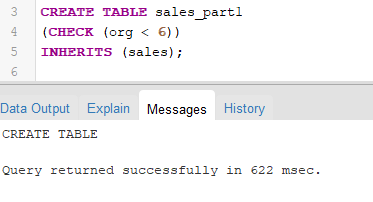 3 CREATE TABLE sales_part1
4 (CHECK (org < 6))
5 INHERITS (sales);
6
Data Output Explain Messages History
CREATE TABLE
Query returned successfully in 622 msec.